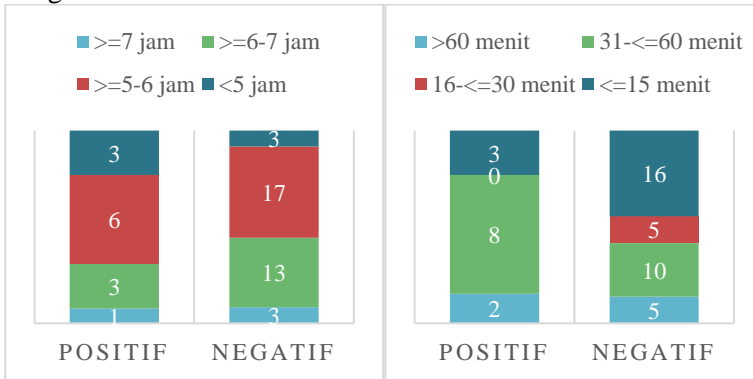 >=7 jam >=6-7 jam
>=5-6 jam <5 jam
3
6
3
1
3
17
13
3
POSITIF NEGATIF
>60 menit 31-<=60 menit
16-<=30 menit <=15 menit
3
0
8
2
16
5
10
5
POSITIF NEGATIF